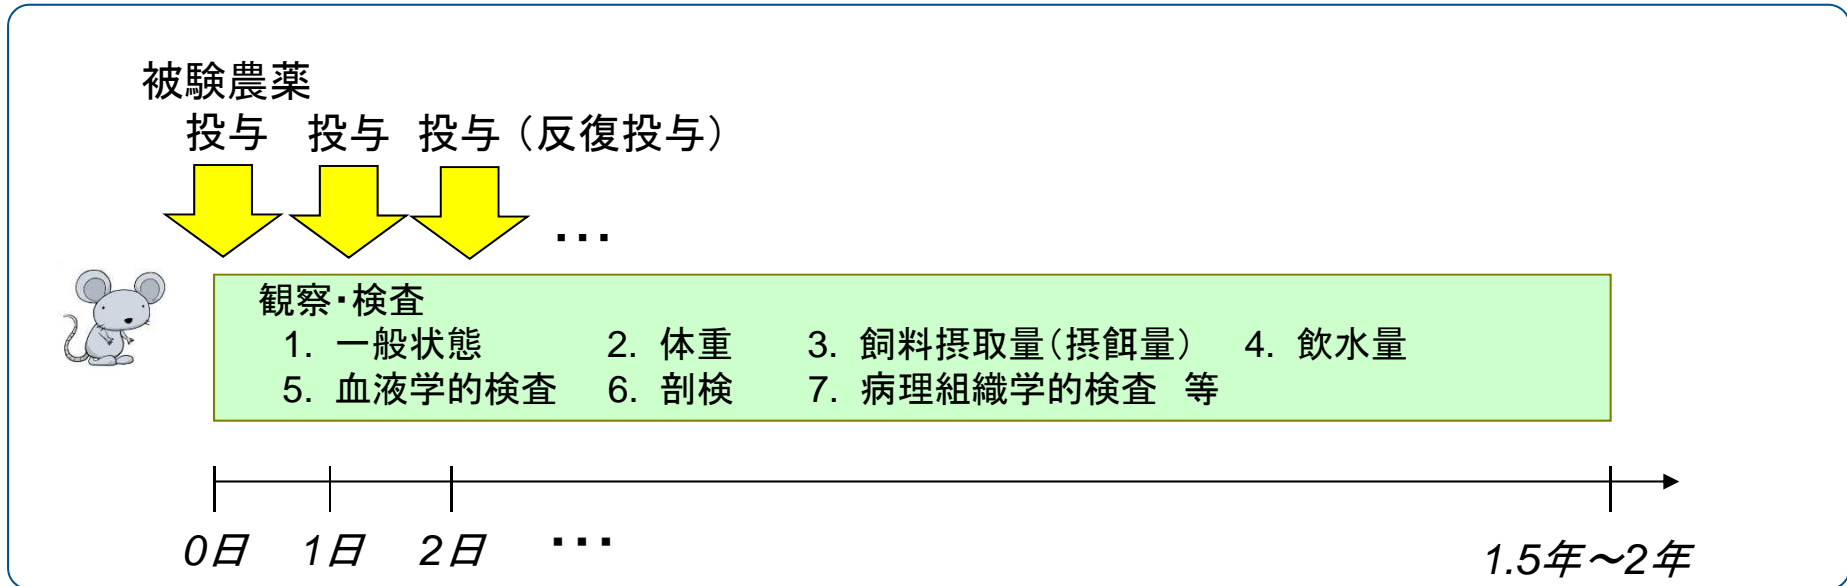 被験農薬
投与 投与 投与(反復投与)
・・・
観察・検査
1. 一般状態 2. 体重 3. 飼料摂取量(摂餌量) 4. 飲水量
5. 血液学的検査 6. 剖検 7. 病理組織学的検査 等
0日 1日 2日 ・・・ 1.5年～2年